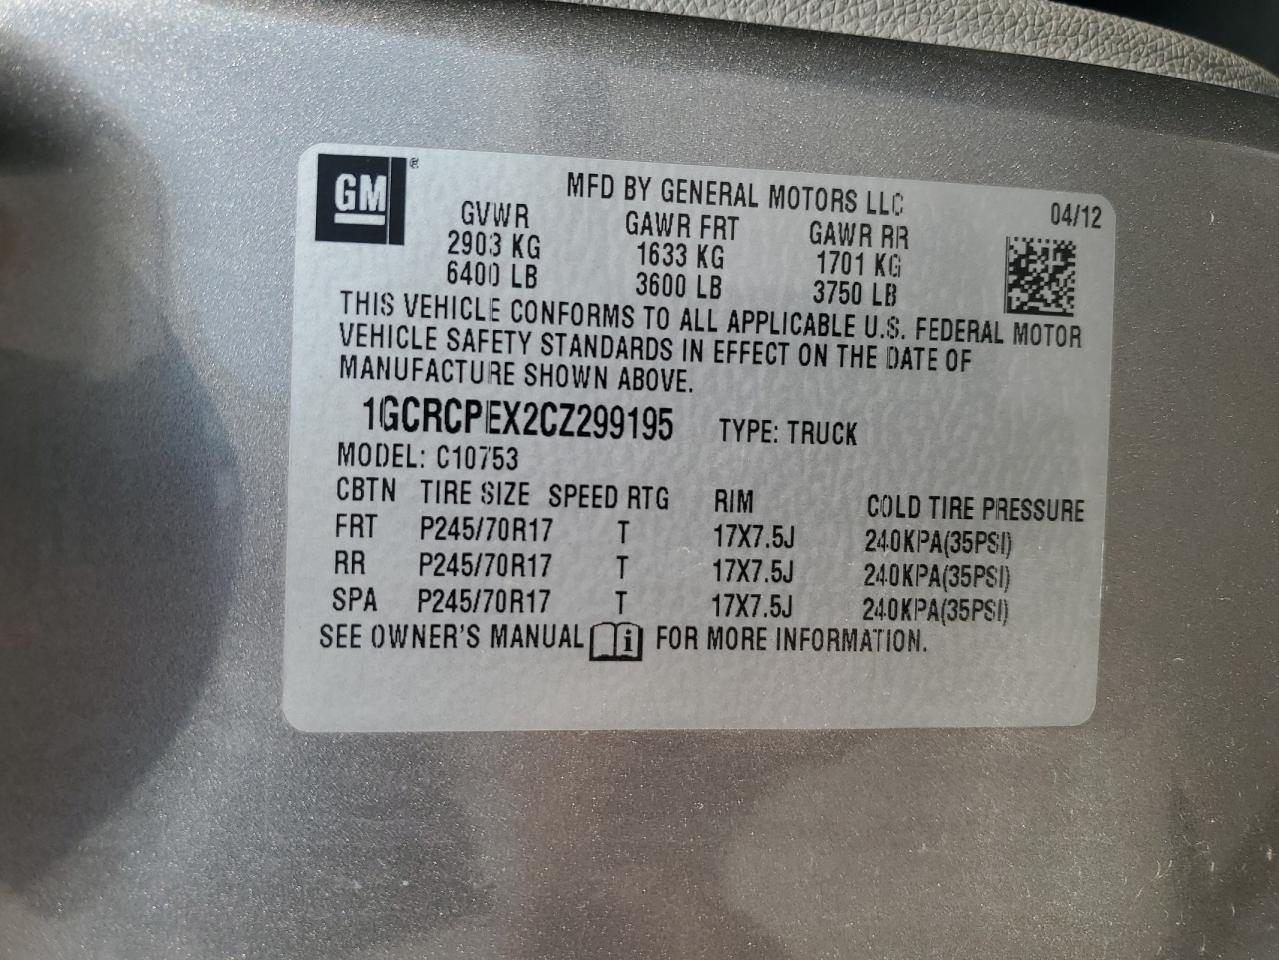 GM ®
MFD BY GENERAL MOTORS LLC
04/12
GVWR GAWR FRT GAWR RR
2903 KG 1633 KG 1701 KG
6400 LB 3600 LB 3750 LB
THIS VEHICLE CONFORMS TO ALL APPLICABLE U.S. FEDERAL MOTOR
VEHICLE SAFETY STANDARDS IN EFFECT ON THE DATE OF
MANUFACTURE SHOWN ABOVE.
1GCRCPEX2CZ299195 TYPE: TRUCK
MODEL: C10753
CBTN TIRE SIZE SPEED RTG RIM COLD TIRE PRESSURE
FRT P245/70R17 T 17X7.5J 240KPA(35PSI)
RR P245/70R17 T 17X7.5J 240KPA(35PSI)
SPA P245/70R17 T 17X7.5J 240KPA(35PSI)
SEE OWNER'S MANUAL i FOR MORE INFORMATION.